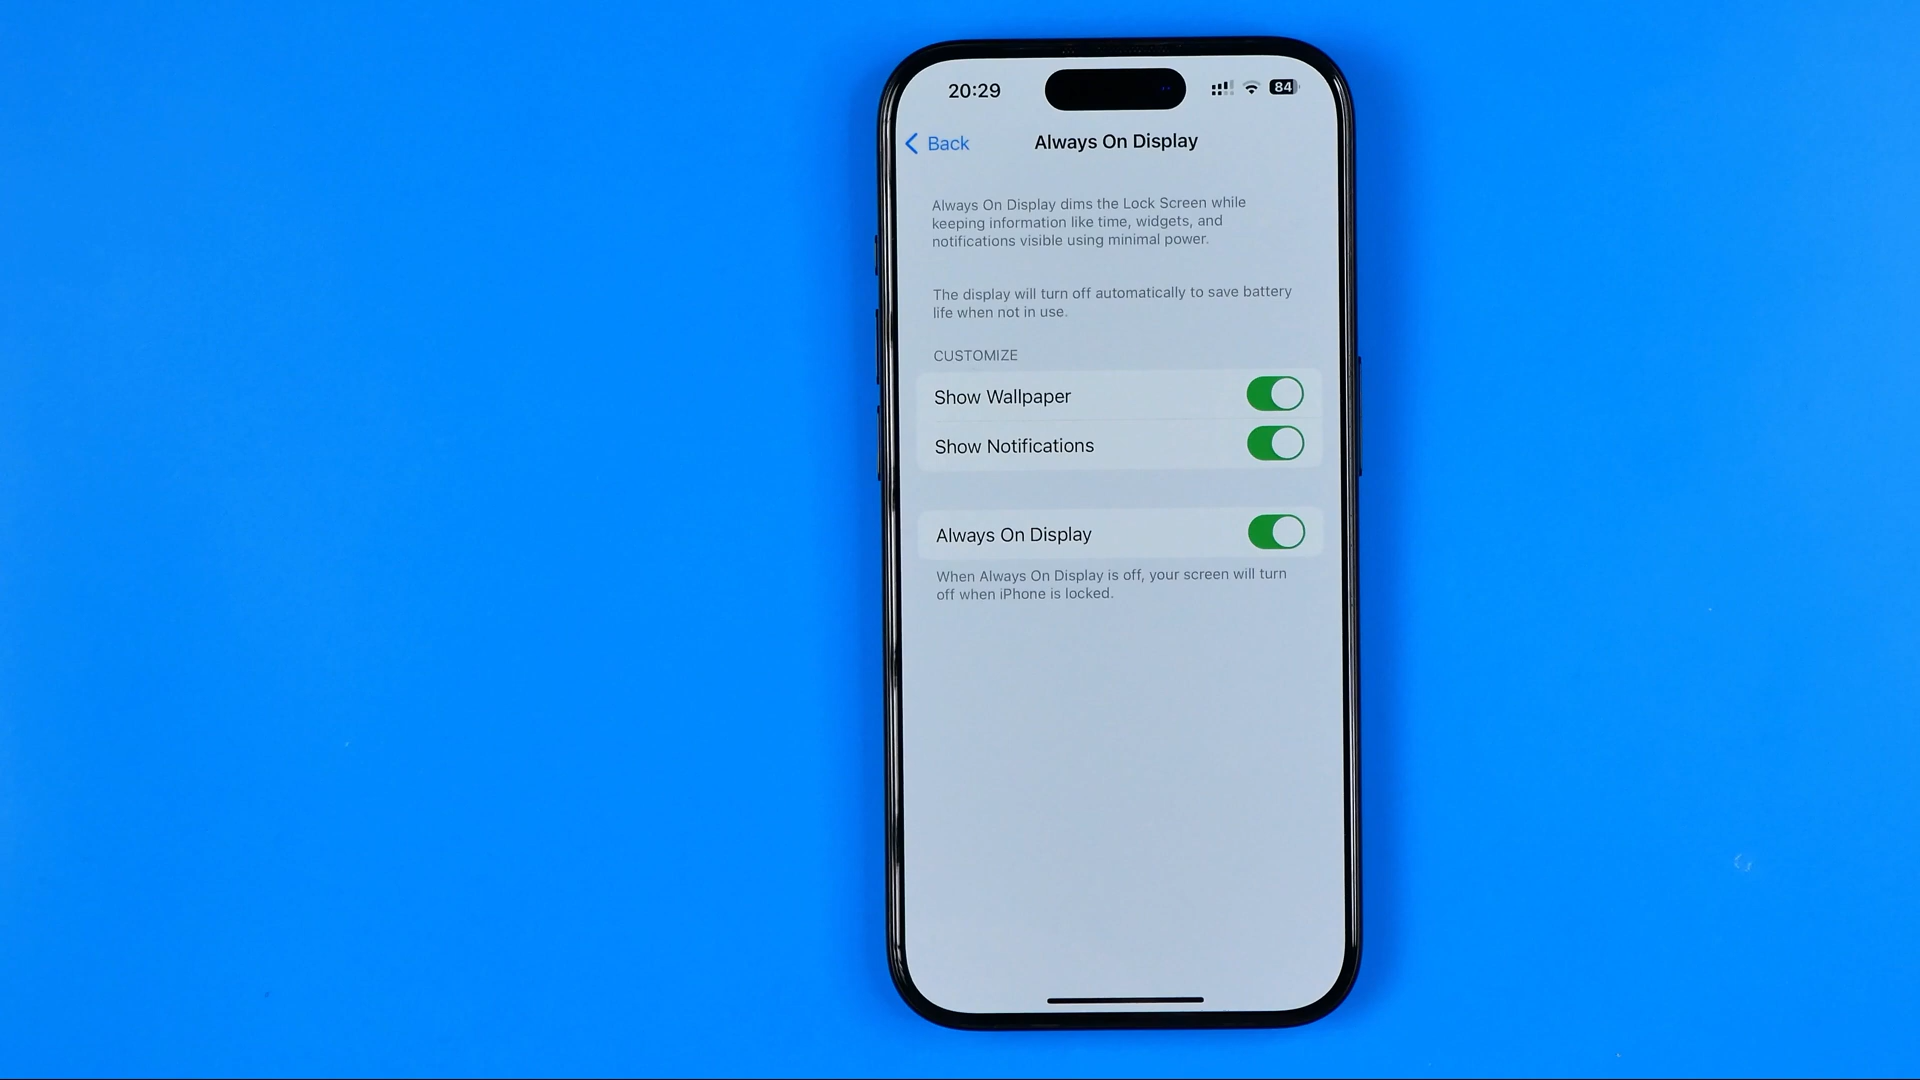 20:29
84
Back
Always On Display
Always On Display dims the Lock Screen while
keeping information like time, widgets, and
notifications visible using minimal power.
The display will turn off automatically to save battery
life when not in use.
CUSTOMIZE
Show Wallpaper
Show Notifications
Always On Display
When Always On Display is off, your screen will turn
off when iPhone is locked.